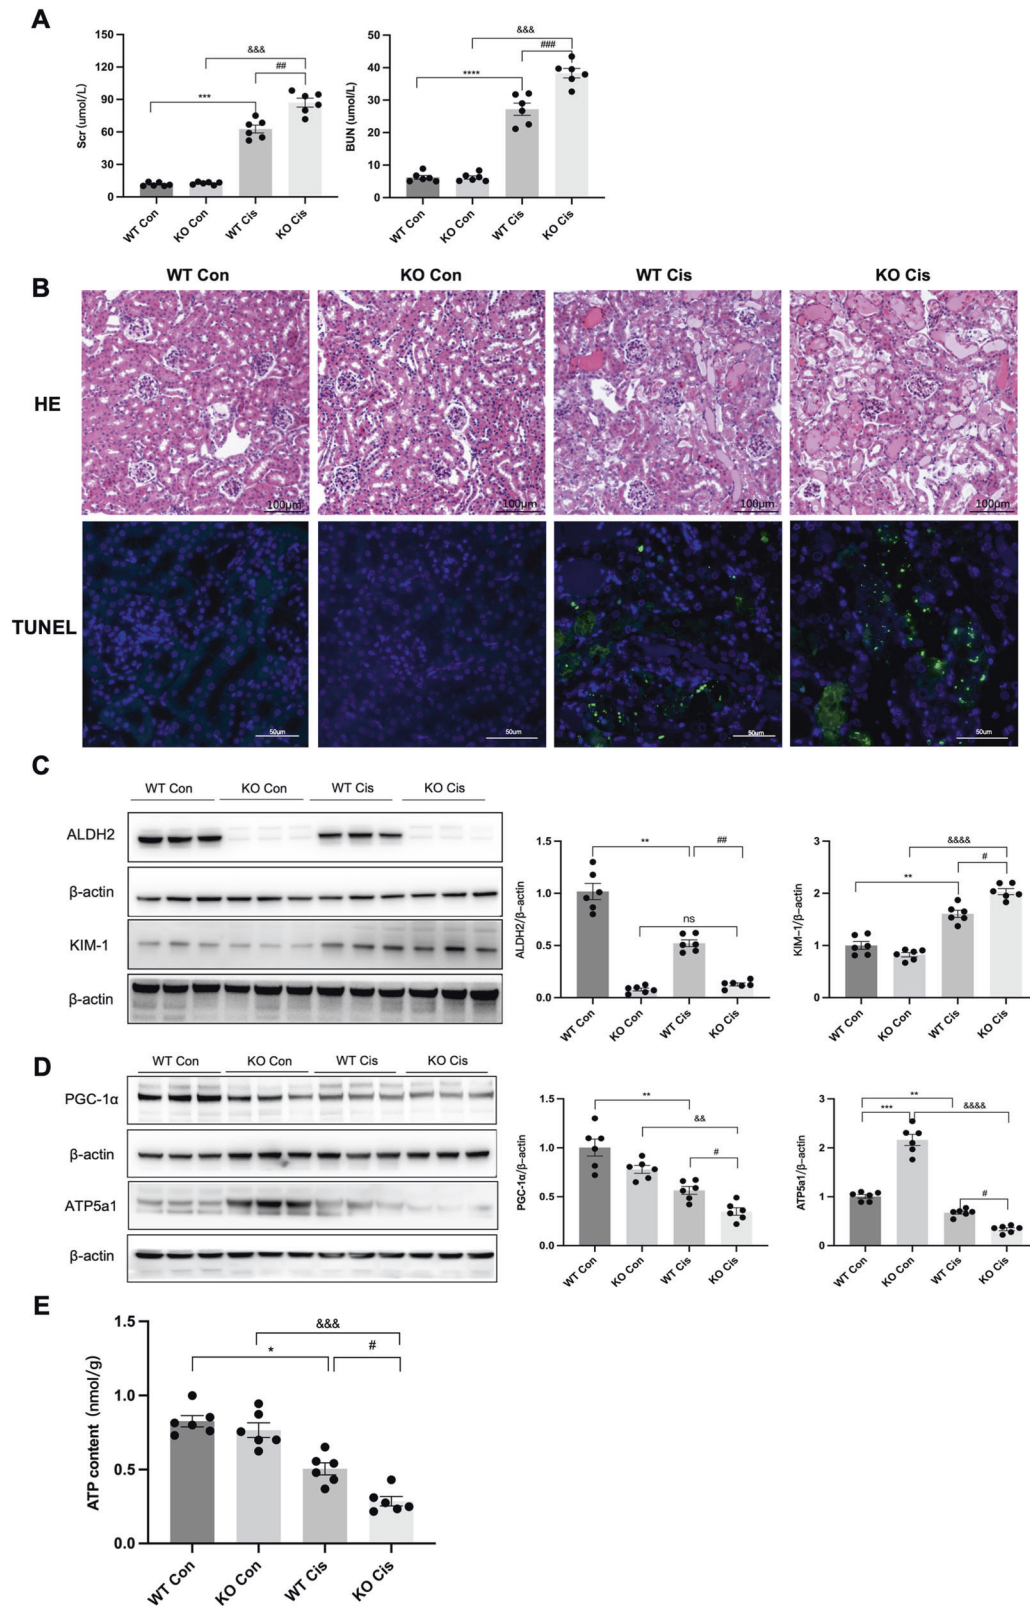 A
Scr (umol/L)
150
120
90
60
30
0
***
##
&&&
WT Con
KO Con
WT Cis
KO Cis
BUN (umol/L)
50
40
30
20
10
0
****
###
&&&
WT Con
KO Con
WT Cis
KO Cis
B
WT Con
KO Con
WT Cis
KO Cis
HE
100μm
100μm
100μm
100μm
TUNEL
50um
50um
50um
50um
C
WT Con
KO Con
WT Cis
KO Cis
ALDH2
β-actin
KIM-1
β-actin
ALDH2/β-actin
1.5
1.0
0.5
0.0
**
##
ns
WT Con
KO Con
WT Cis
KO Cis
KIM-1/β-actin
3
2
1
0
&&&&
#
**
WT Con
KO Con
WT Cis
KO Cis
D
WT Con
KO Con
WT Cis
KO Cis
PGC-1α
β-actin
ATP5a1
β-actin
PGC-1α/β-actin
1.5
1.0
0.5
0.0
**
&&
#
WT Con
KO Con
WT Cis
KO Cis
ATP5a1/β-actin
3
2
1
0
**
***
&&&&
#
WT Con
KO Con
WT Cis
KO Cis
E
ATP content (nmol/g)
1.5
1.0
0.5
0.0
&&&
*
#
WT Con
KO Con
WT Cis
KO Cis